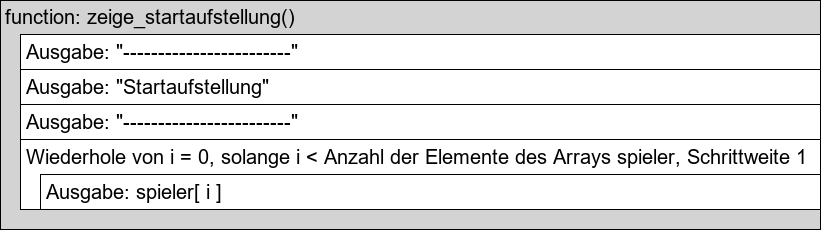 function: zeige_startaufstellung()
Ausgabe: "------------------------"
Ausgabe: "Startaufstellung"
Ausgabe: "------------------------"
Wiederhole von i = 0, solange i < Anzahl der Elemente des Arrays spieler, Schrittweite 1
Ausgabe: spieler[ i ]